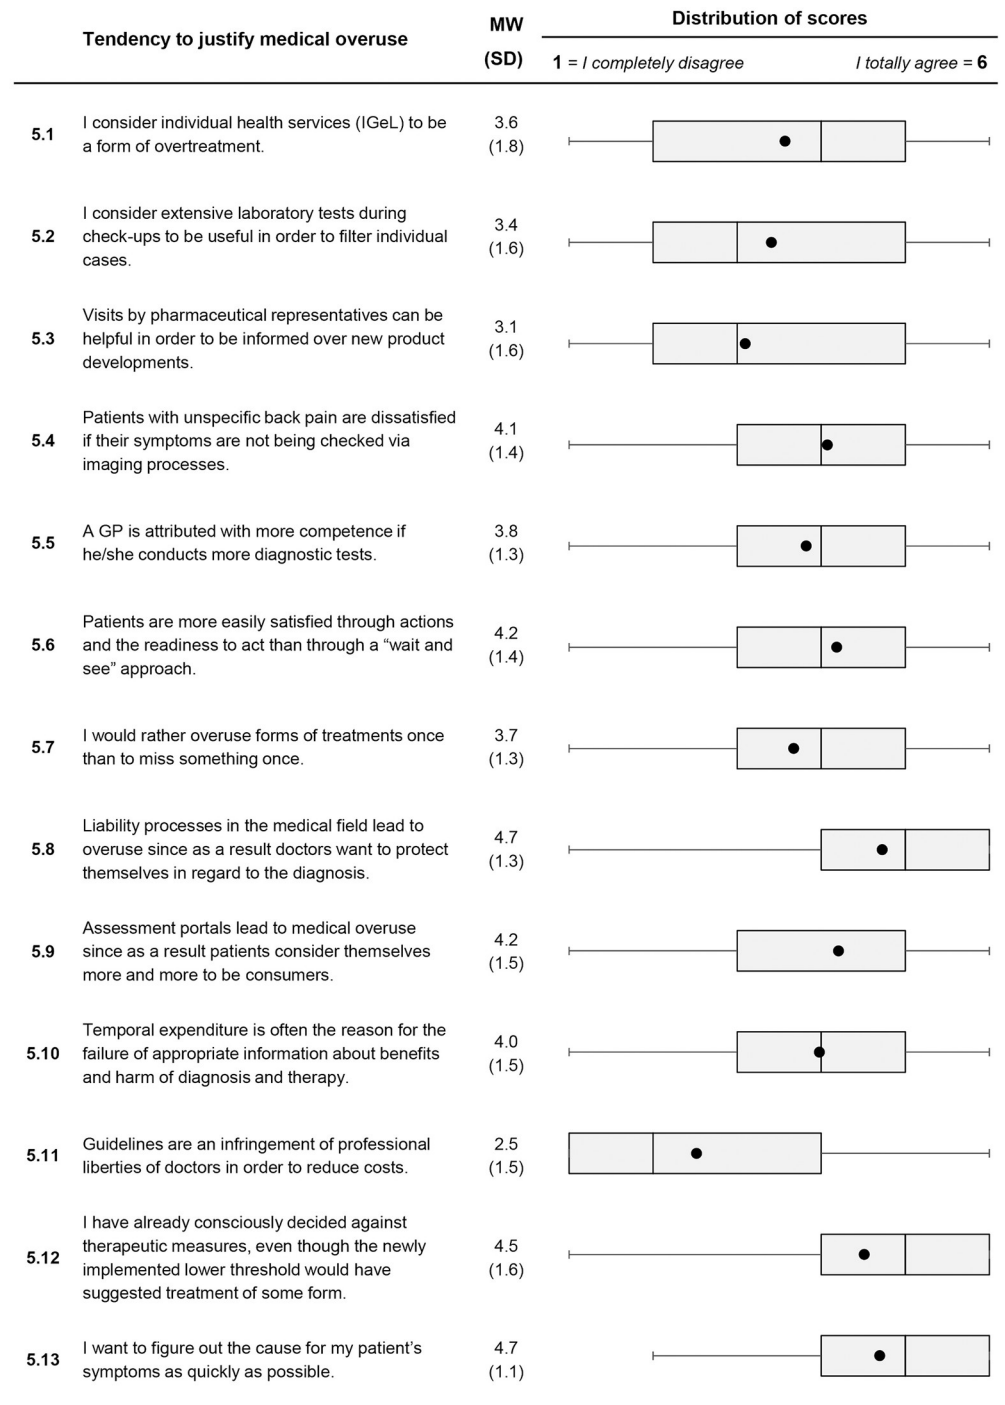 Tendency to justify medical overuse
MW
(SD)
Distribution of scores
1 = I completely disagree
I totally agree = 6
5.1
I consider individual health services (IGeL) to be
a form of overtreatment.
3.6
(1.8)
5.2
I consider extensive laboratory tests during
check-ups to be useful in order to filter individual
cases.
3.4
(1.6)
5.3
Visits by pharmaceutical representatives can be
helpful in order to be informed over new product
developments.
3.1
(1.6)
5.4
Patients with unspecific back pain are dissatisfied
if their symptoms are not being checked via
imaging processes.
4.1
(1.4)
5.5
A GP is attributed with more competence if
he/she conducts more diagnostic tests.
3.8
(1.3)
5.6
Patients are more easily satisfied through actions
and the readiness to act than through a “wait and
see” approach.
4.2
(1.4)
5.7
I would rather overuse forms of treatments once
than to miss something once.
3.7
(1.3)
5.8
Liability processes in the medical field lead to
overuse since as a result doctors want to protect
themselves in regard to the diagnosis.
4.7
(1.3)
5.9
Assessment portals lead to medical overuse
since as a result patients consider themselves
more and more to be consumers.
4.2
(1.5)
5.10
Temporal expenditure is often the reason for the
failure of appropriate information about benefits
and harm of diagnosis and therapy.
4.0
(1.5)
5.11
Guidelines are an infringement of professional
liberties of doctors in order to reduce costs.
2.5
(1.5)
5.12
I have already consciously decided against
therapeutic measures, even though the newly
implemented lower threshold would have
suggested treatment of some form.
4.5
(1.6)
5.13
I want to figure out the cause for my patient’s
symptoms as quickly as possible.
4.7
(1.1)